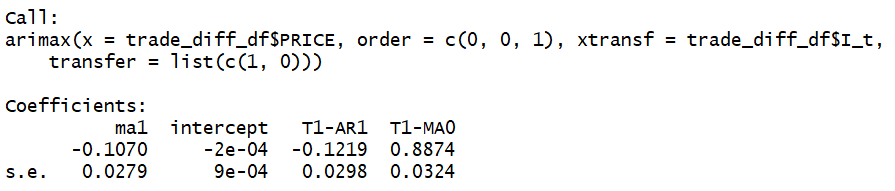 Call:
arimax(x = trade_diff_df$PRICE, order = c(0, 0, 1), xtransf = trade_diff_df$I_t,
    transfer = list(c(1, 0)))
Coefficients:
          ma1  intercept   T1-AR1  T1-MA0
      -0.1070     -2e-04  -0.1219  0.8874
s.e.   0.0279      9e-04   0.0298  0.0324